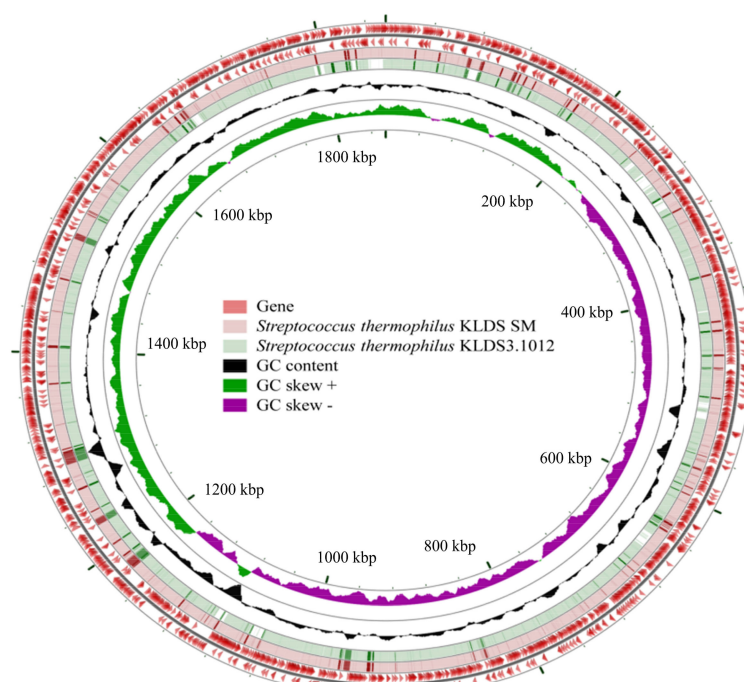 1800 kbp
200 kbp
1600 kbp
400 kbp
Gene
Streptococcus thermophilus KLDS SM
Streptococcus thermophilus KLDS3.1012
GC content
GC skew +
GC skew -
1400 kbp
600 kbp
1200 kbp
800 kbp
1000 kbp